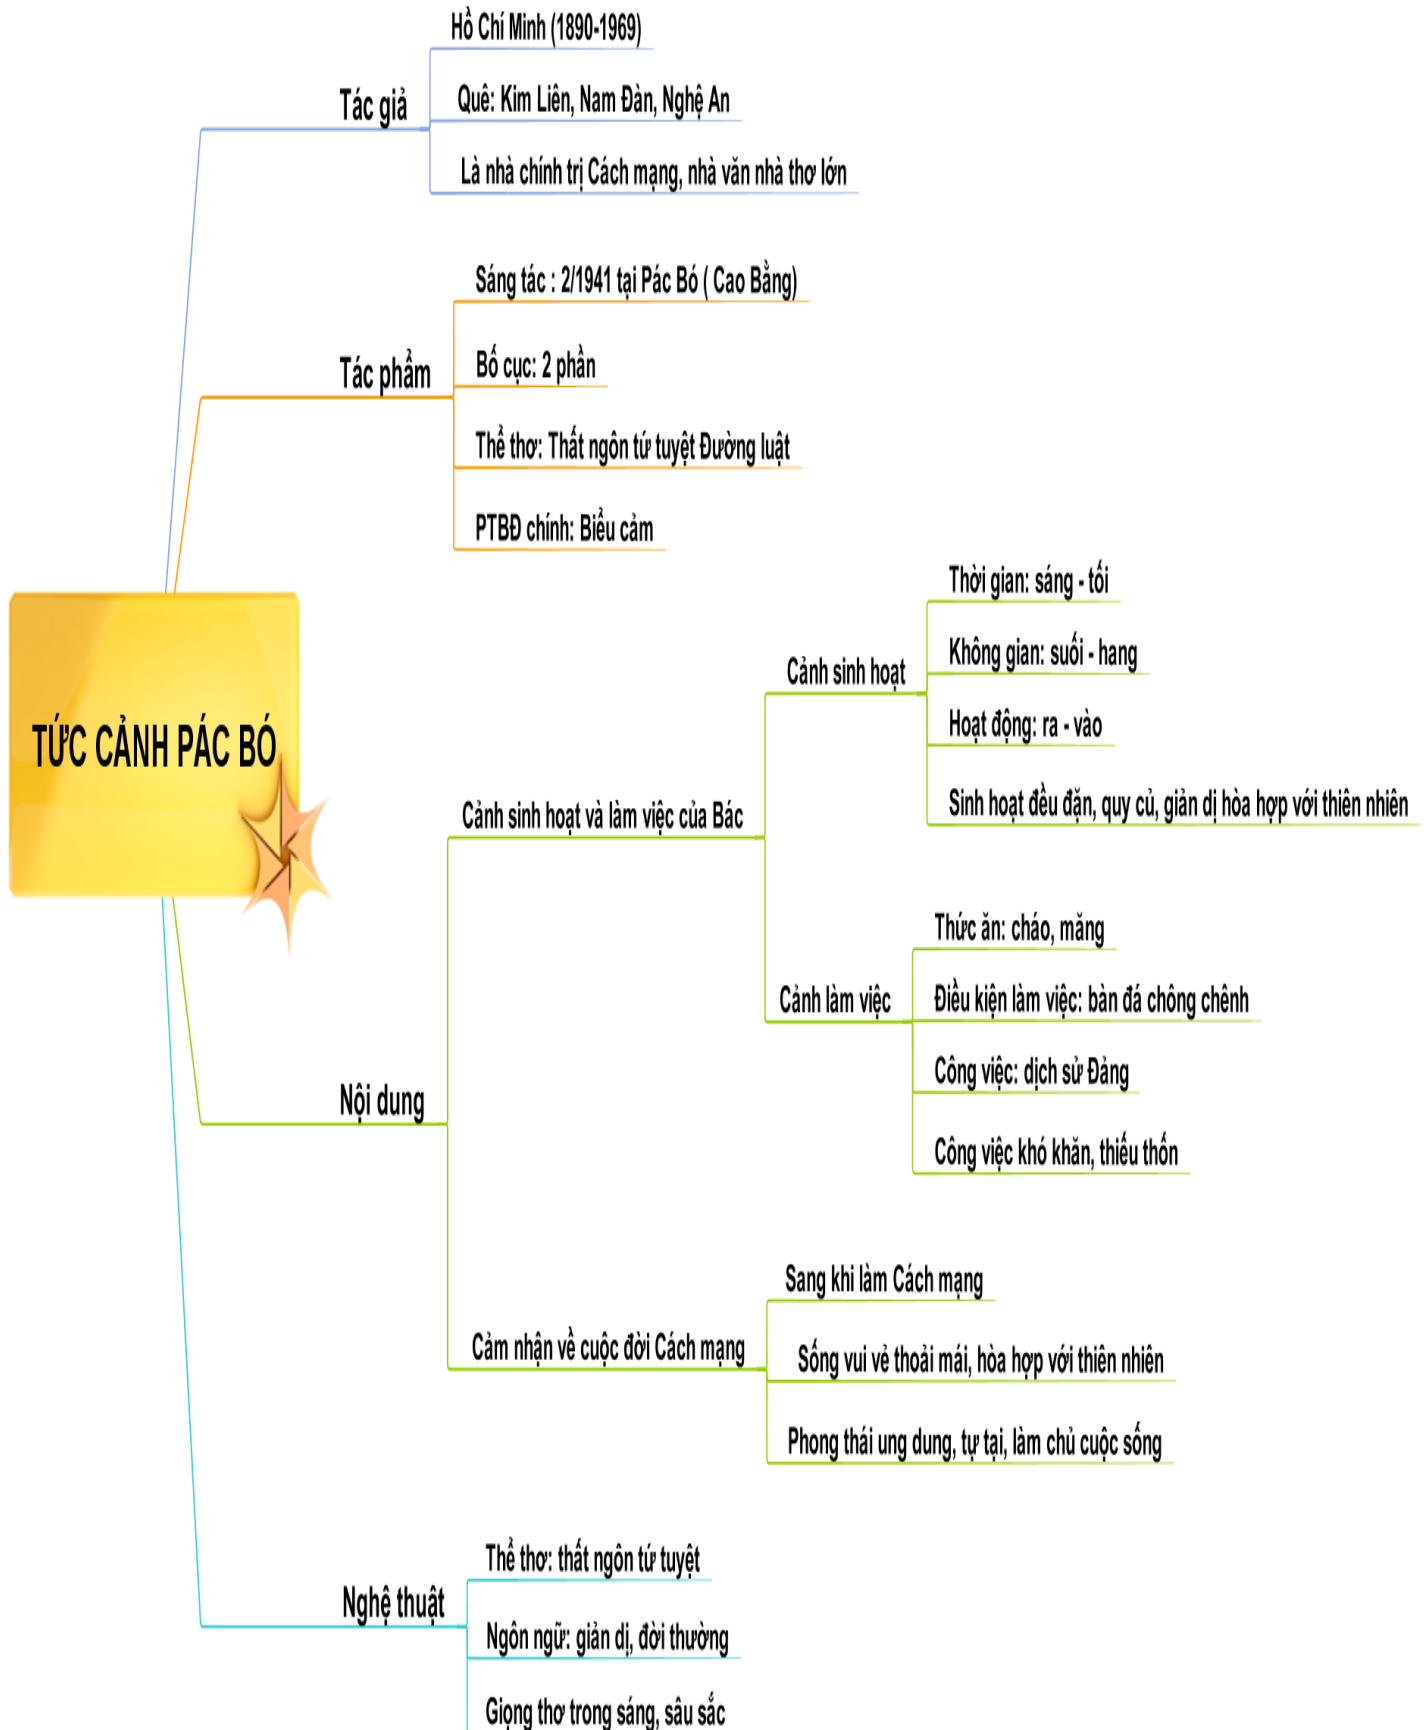 Hồ Chí Minh (1890-1969)
Tác giả
Quê: Kim Liên, Nam Đàn, Nghệ An
Là nhà chính trị Cách mạng, nhà văn nhà thơ lớn
Sáng tác : 2/1941 tại Pác Bó ( Cao Bằng)
Tác phẩm
Bố cục: 2 phần
Thể thơ: Thất ngôn tứ tuyệt Đường luật
PTBĐ chính: Biểu cảm
TỨC CẢNH PÁC BÓ
Nội dung
Cảnh sinh hoạt và làm việc của Bác
Cảnh sinh hoạt
Thời gian: sáng - tối
Không gian: suối - hang
Hoạt động: ra - vào
Sinh hoạt đều đặn, quy củ, giản dị hòa hợp với thiên nhiên
Cảnh làm việc
Thức ăn: cháo, măng
Điều kiện làm việc: bàn đá chông chênh
Công việc: dịch sử Đảng
Công việc khó khăn, thiếu thốn
Cảm nhận về cuộc đời Cách mạng
Sang khi làm Cách mạng
Sống vui vẻ thoải mái, hòa hợp với thiên nhiên
Phong thái ung dung, tự tại, làm chủ cuộc sống
Nghệ thuật
Thể thơ: thất ngôn tứ tuyệt
Ngôn ngữ: giản dị, đời thường
Giọng thơ trong sáng, sâu sắc